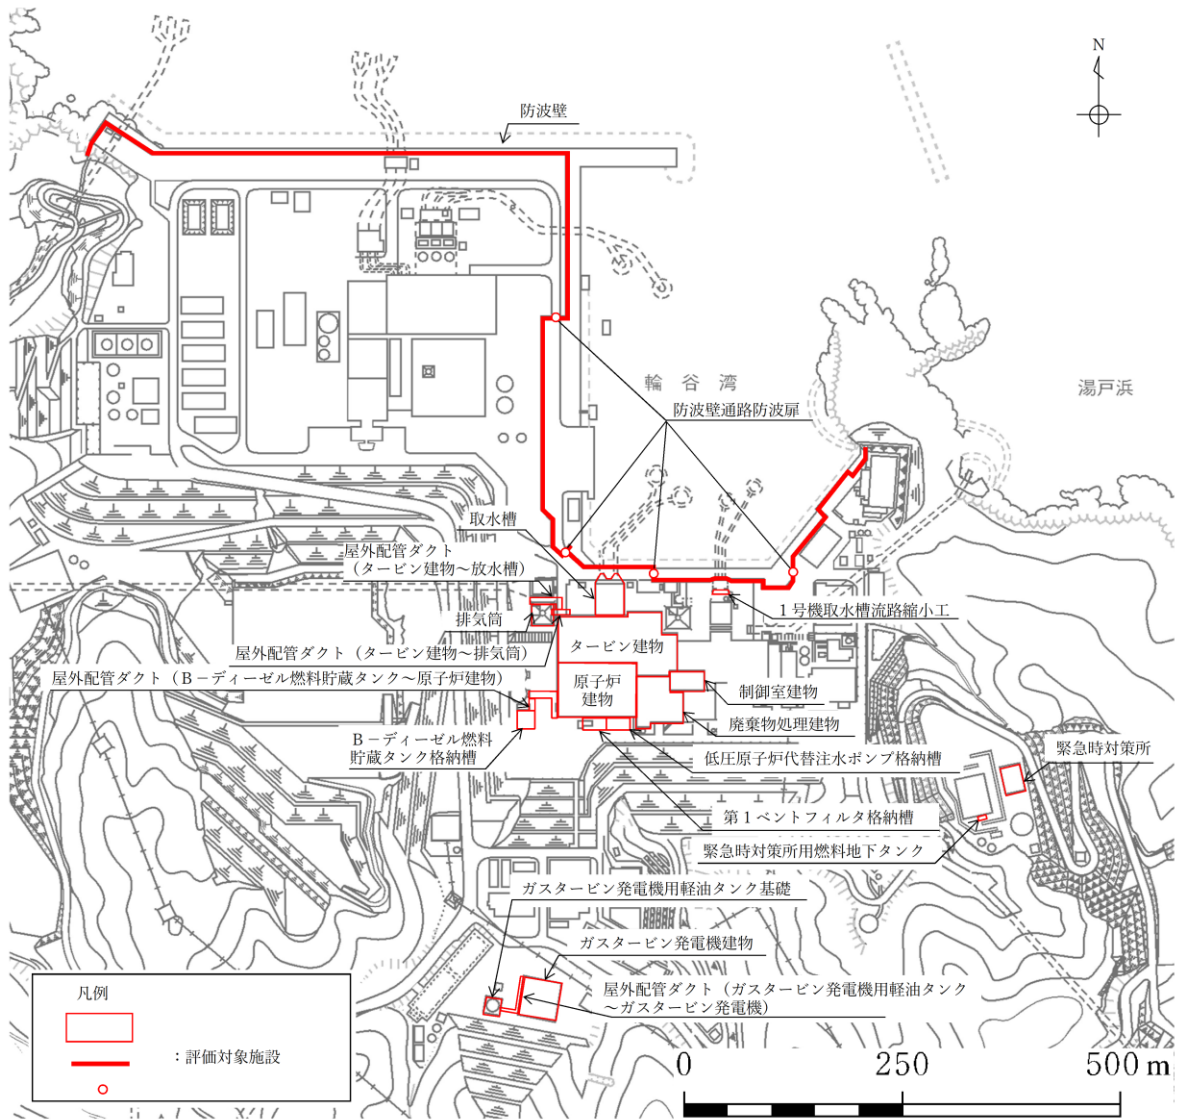 N
防波壁
輪谷湾
湯戸浜
防波壁通路防波扉
取水槽
屋外配管ダクト
（タービン建物～放水槽）
排気筒
１号機取水槽流路縮小工
屋外配管ダクト（タービン建物～排気筒）
タービン建物
屋外配管ダクト（Ｂ－ディーゼル燃料貯蔵タンク～原子炉建物）
原子炉
建物
制御室建物
廃棄物処理建物
Ｂ－ディーゼル燃料
貯蔵タンク格納槽
低圧原子炉代替注水ポンプ格納槽
緊急時対策所
第１ベントフィルタ格納槽
緊急時対策所用燃料地下タンク
ガスタービン発電機用軽油タンク基礎
ガスタービン発電機建物
屋外配管ダクト（ガスタービン発電機用軽油タンク
～ガスタービン発電機）
凡例
：評価対象施設
0 250 500 m